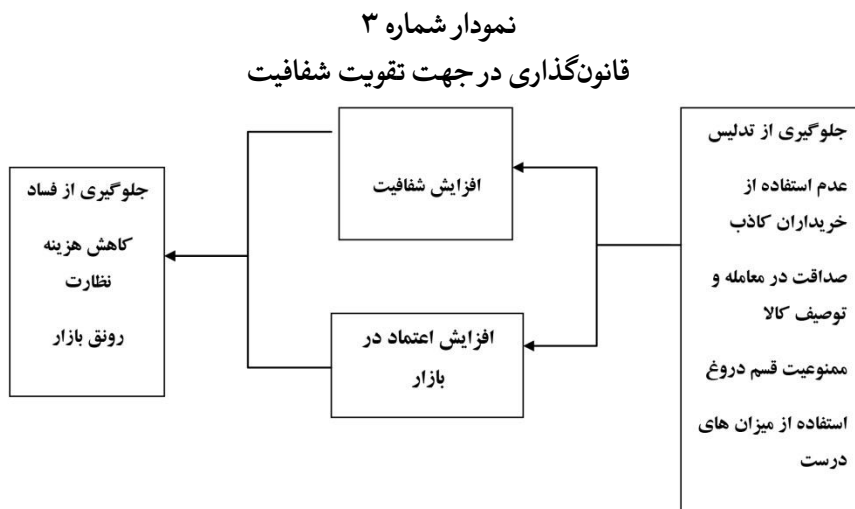 نمودار شماره ۳
قانون‌گذاری در جهت تقویت شفافیت
جلوگیری از تدلیس
عدم استفاده از
خریداران کاذب
صداقت در معامله و
توصیف کالا
ممنوعیت قسم دروغ
استفاده از میزان های
درست
افزایش شفافیت
افزایش اعتماد در
بازار
جلوگیری از فساد
کاهش هزینه
نظارت
رونق بازار